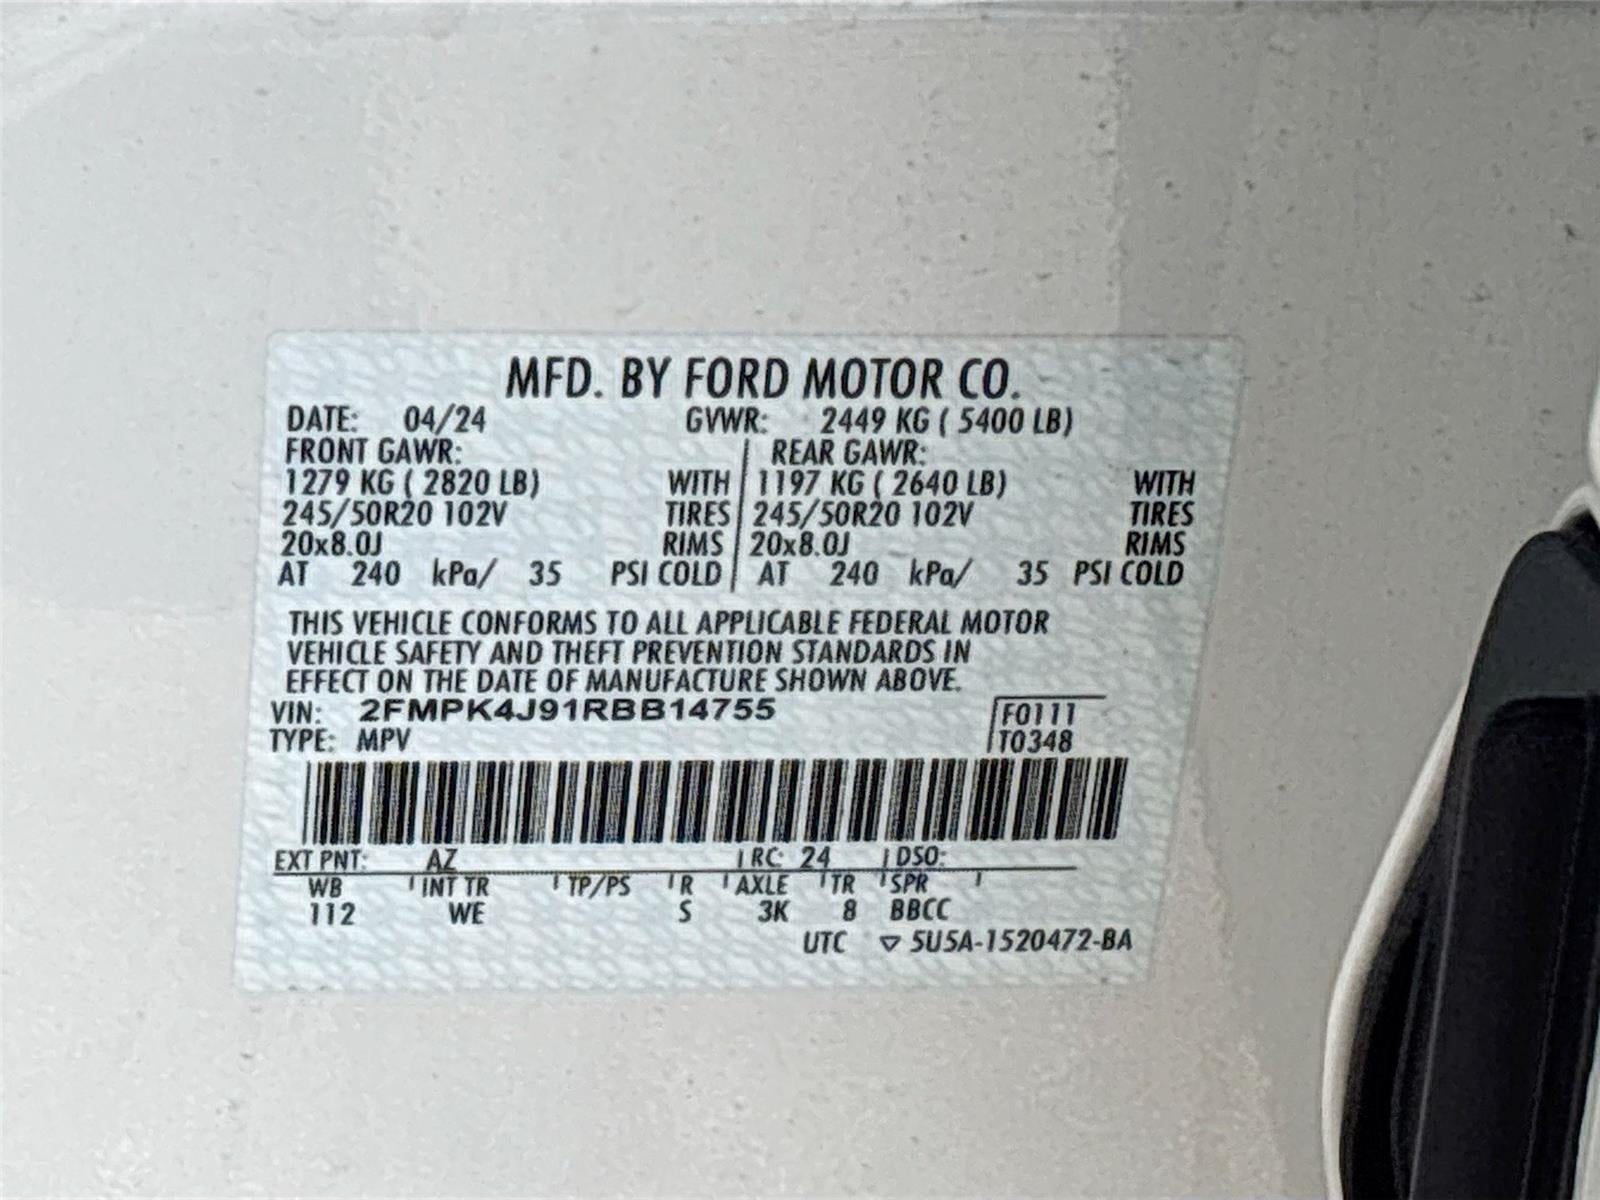 MFD. BY FORD MOTOR CO.
DATE: 04/24 GVWR: 2449 KG ( 5400 LB)
FRONT GAWR: REAR GAWR:
1279 KG ( 2820 LB) WITH 1197 KG ( 2640 LB) WITH
245/50R20 102V TIRES 245/50R20 102V TIRES
20x8.0J RIMS 20x8.0J RIMS
AT 240 kPa/ 35 PSI COLD AT 240 kPa/ 35 PSI COLD
THIS VEHICLE CONFORMS TO ALL APPLICABLE FEDERAL MOTOR
VEHICLE SAFETY AND THEFT PREVENTION STANDARDS IN
EFFECT ON THE DATE OF MANUFACTURE SHOWN ABOVE.
VIN: 2FMPK4J91RBB14755 F0111
TYPE: MPV T0348
EXT PNT: AZ RC: 24 DSO:
WB INT TR TP/PS R AXLE TR SPR
112 WE S 3K 8 BBCC
UTC ▽ 5U5A-1520472-BA